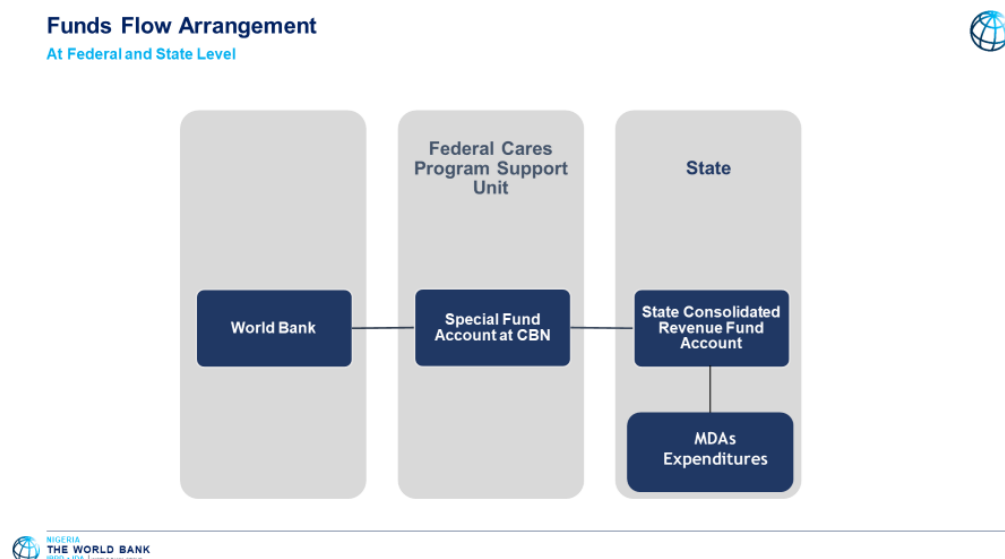 Funds Flow Arrangement
At Federal and State Level
Federal Cares
Program Support
Unit
State
World Bank
Special Fund
Account at CBN
State Consolidated
Revenue Fund
Account
MDAs
Expenditures
NIGERIA
THE WORLD BANK